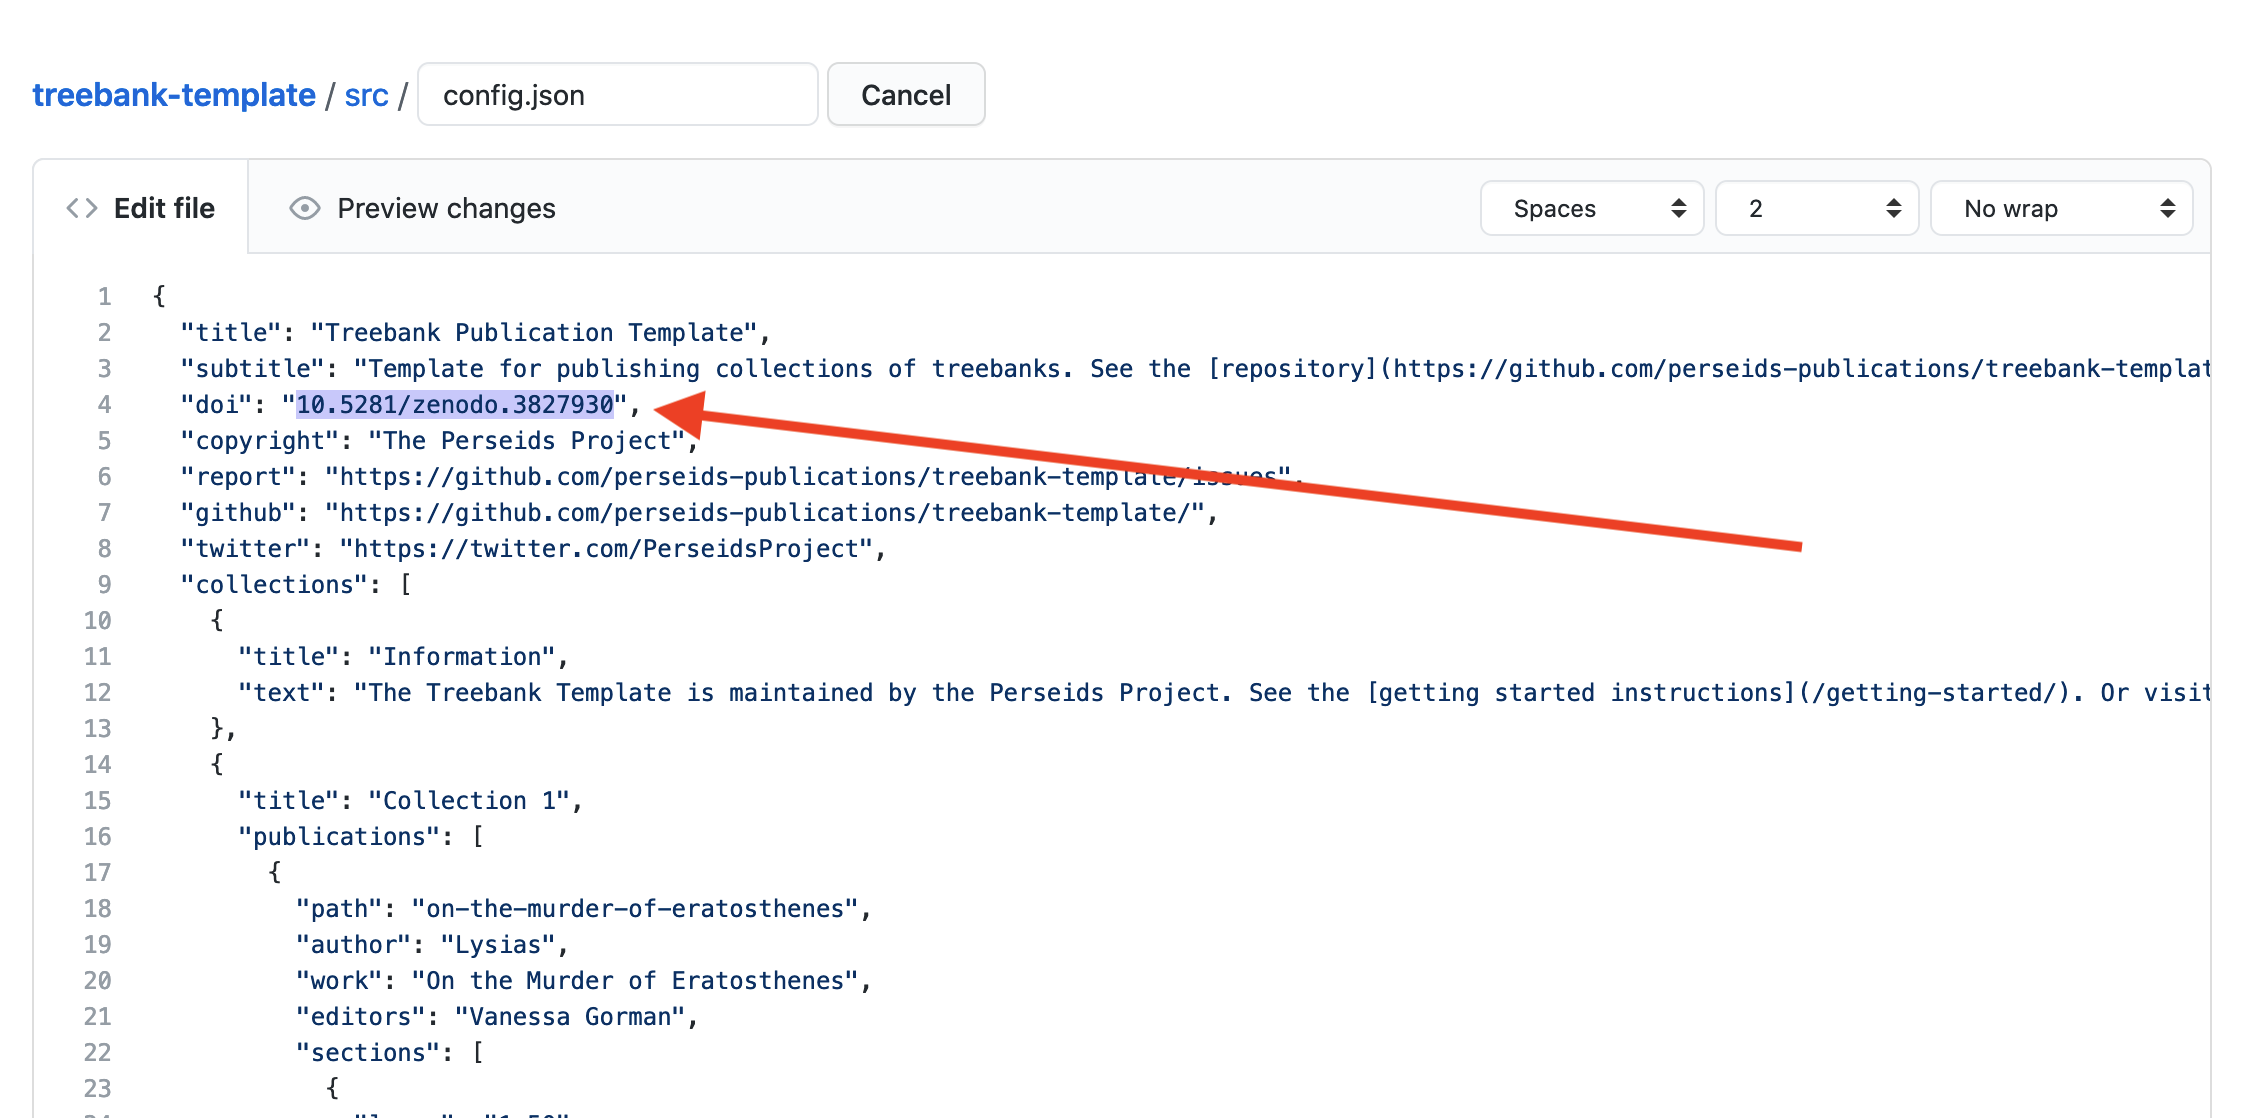 treebank-template / src / config.json Cancel
Edit file Preview changes Spaces 2 No wrap
1 {
2 "title": "Treebank Publication Template",
3 "subtitle": "Template for publishing collections of treebanks. See the [repository](https://github.com/perseids-publications/treebank-templat
4 "doi": "10.5281/zenodo.3827930",
5 "copyright": "The Perseids Project",
6 "report": "https://github.com/perseids-publications/treebank-template/issues",
7 "github": "https://github.com/perseids-publications/treebank-template/",
8 "twitter": "https://twitter.com/PerseidsProject",
9 "collections": [
10 {
11 "title": "Information",
12 "text": "The Treebank Template is maintained by the Perseids Project. See the [getting started instructions](/getting-started/). Or visit
13 },
14 {
15 "title": "Collection 1",
16 "publications": [
17 {
18 "path": "on-the-murder-of-eratosthenes",
19 "author": "Lysias",
20 "work": "On the Murder of Eratosthenes",
21 "editors": "Vanessa Gorman",
22 "sections": [
23 {